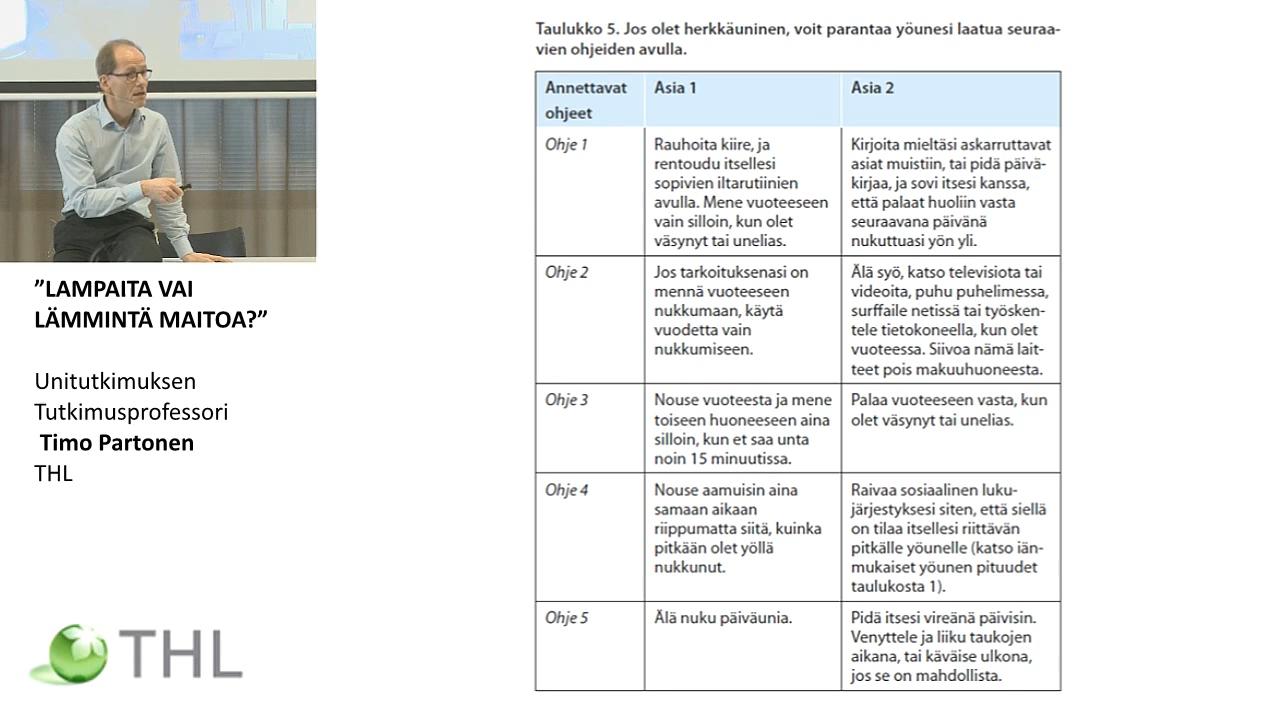 Taulukko 5. Jos olet herkkäuninen, voit parantaa yöunesi laatua seuraa-
vien ohjeiden avulla.
Annettavat
ohjeet
Asia 1
Asia 2
Ohje 1
Rauhoita kiire, ja
rentoudu itsellesi
sopivien iltarutiinien
avulla. Mene vuoteeseen
vain silloin, kun olet
väsynyt tai unelias.
Kirjoita mieltäsi askarruttavat
asiat muistiin, tai pidä päivä-
kirjaa, ja sovi itsesi kanssa,
että palaat huoliin vasta
seuraavana päivänä
nukuttuasi yön yli.
Ohje 2
Jos tarkoituksenasi on
mennä vuoteeseen
nukkumaan, käytä
vuodetta vain
nukkumiseen.
Älä syö, katso televisiota tai
videoita, puhu puhelimessa,
surffaile netissä tai työsken-
tele tietokoneella, kun olet
vuoteessa. Siivoa nämä lait-
teet pois makuuhuoneesta.
Ohje 3
Nouse vuoteesta ja mene
toiseen huoneeseen aina
silloin, kun et saa unta
noin 15 minuutissa.
Palaa vuoteeseen vasta, kun
olet väsynyt tai unelias.
Ohje 4
Nouse aamuisin aina
samaan aikaan
riippumatta siitä, kuinka
pitkään olet yöllä
nukkunut.
Raivaa sosiaalinen luku-
järjestyksesi siten, että siellä
on tilaa itsellesi riittävän
pitkälle yöunelle (katso iän-
mukaiset yöunen pituudet
taulukosta 1).
Ohje 5
Älä nuku päiväunia.
Pidä itsesi vireänä päivisin.
Venyttele ja liiku taukojen
aikana, tai käväise ulkona,
jos se on mahdollista.
”LAMPAITA VAI
LÄMMINTÄ MAITOA?”
Unitutkimuksen
Tutkimusprofessori
Timo Partonen
THL
THL